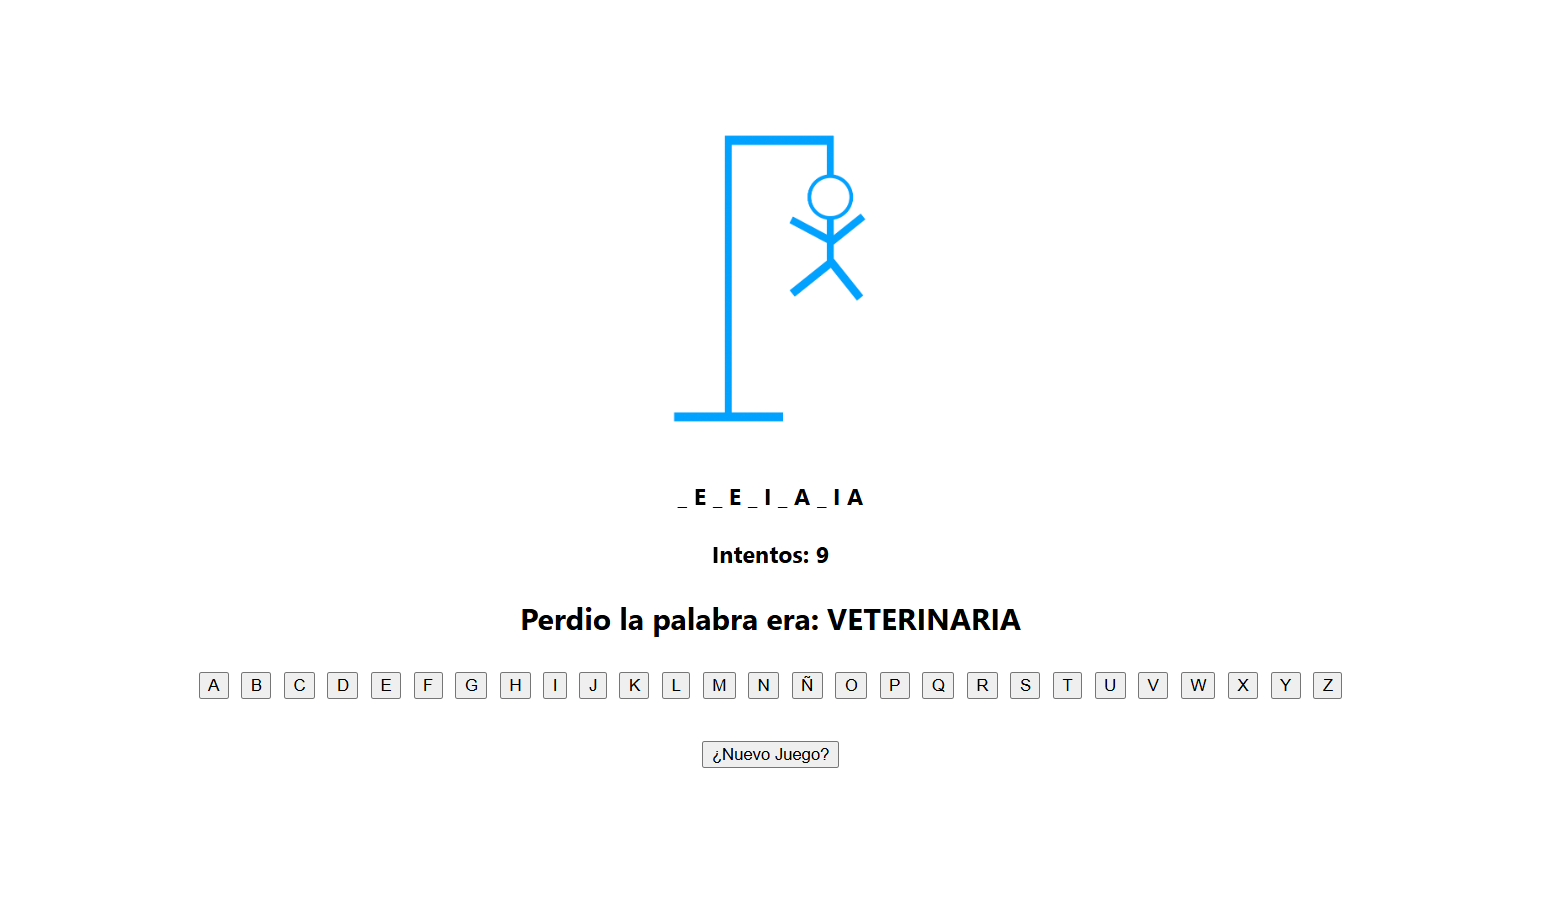 _ E _ E _ I _ A _ I A
Intentos: 9
Perdio la palabra era: VETERINARIA
A B C D E F G H I J K L M N Ñ O P Q R S T U V W X Y Z
¿Nuevo Juego?